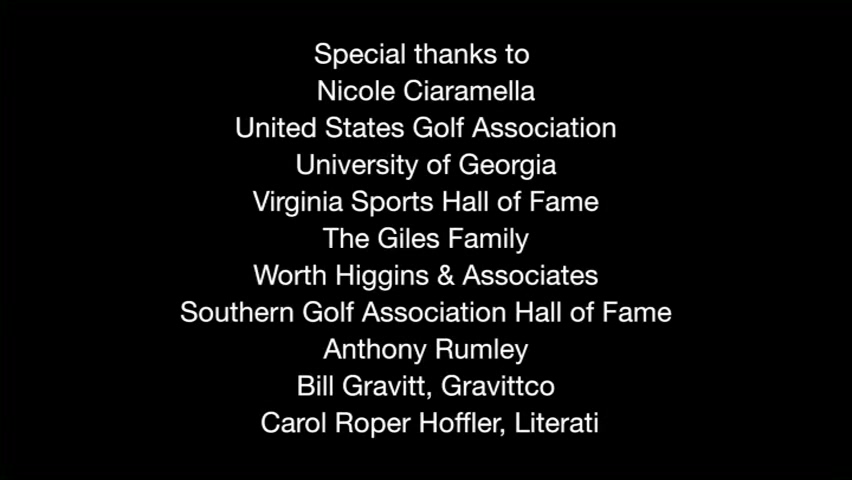 Special thanks to
Nicole Ciaramella
United States Golf Association
University of Georgia
Virginia Sports Hall of Fame
The Giles Family
Worth Higgins & Associates
Southern Golf Association Hall of Fame
Anthony Rumley
Bill Gravitt, Gravittco
Carol Roper Hoffler, Literati